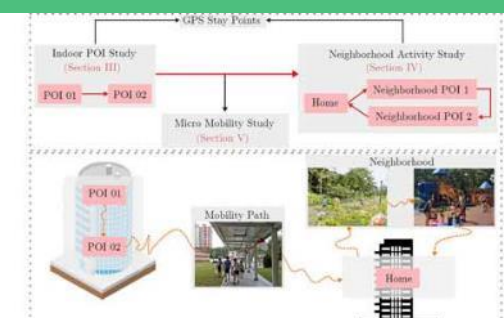 GPS Stay Points
Indoor POI Study
(Section III)
POI 01
POI 02
Neighborhood Activity Study
(Section IV)
Home
Neighborhood POI 1
Neighborhood POI 2
Micro Mobility Study
(Section V)
Neighborhood
POI 01
POI 02
Mobility Path
Home